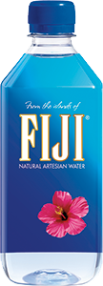 From the islands of
FIJI
NATURAL ARTESIAN WATER